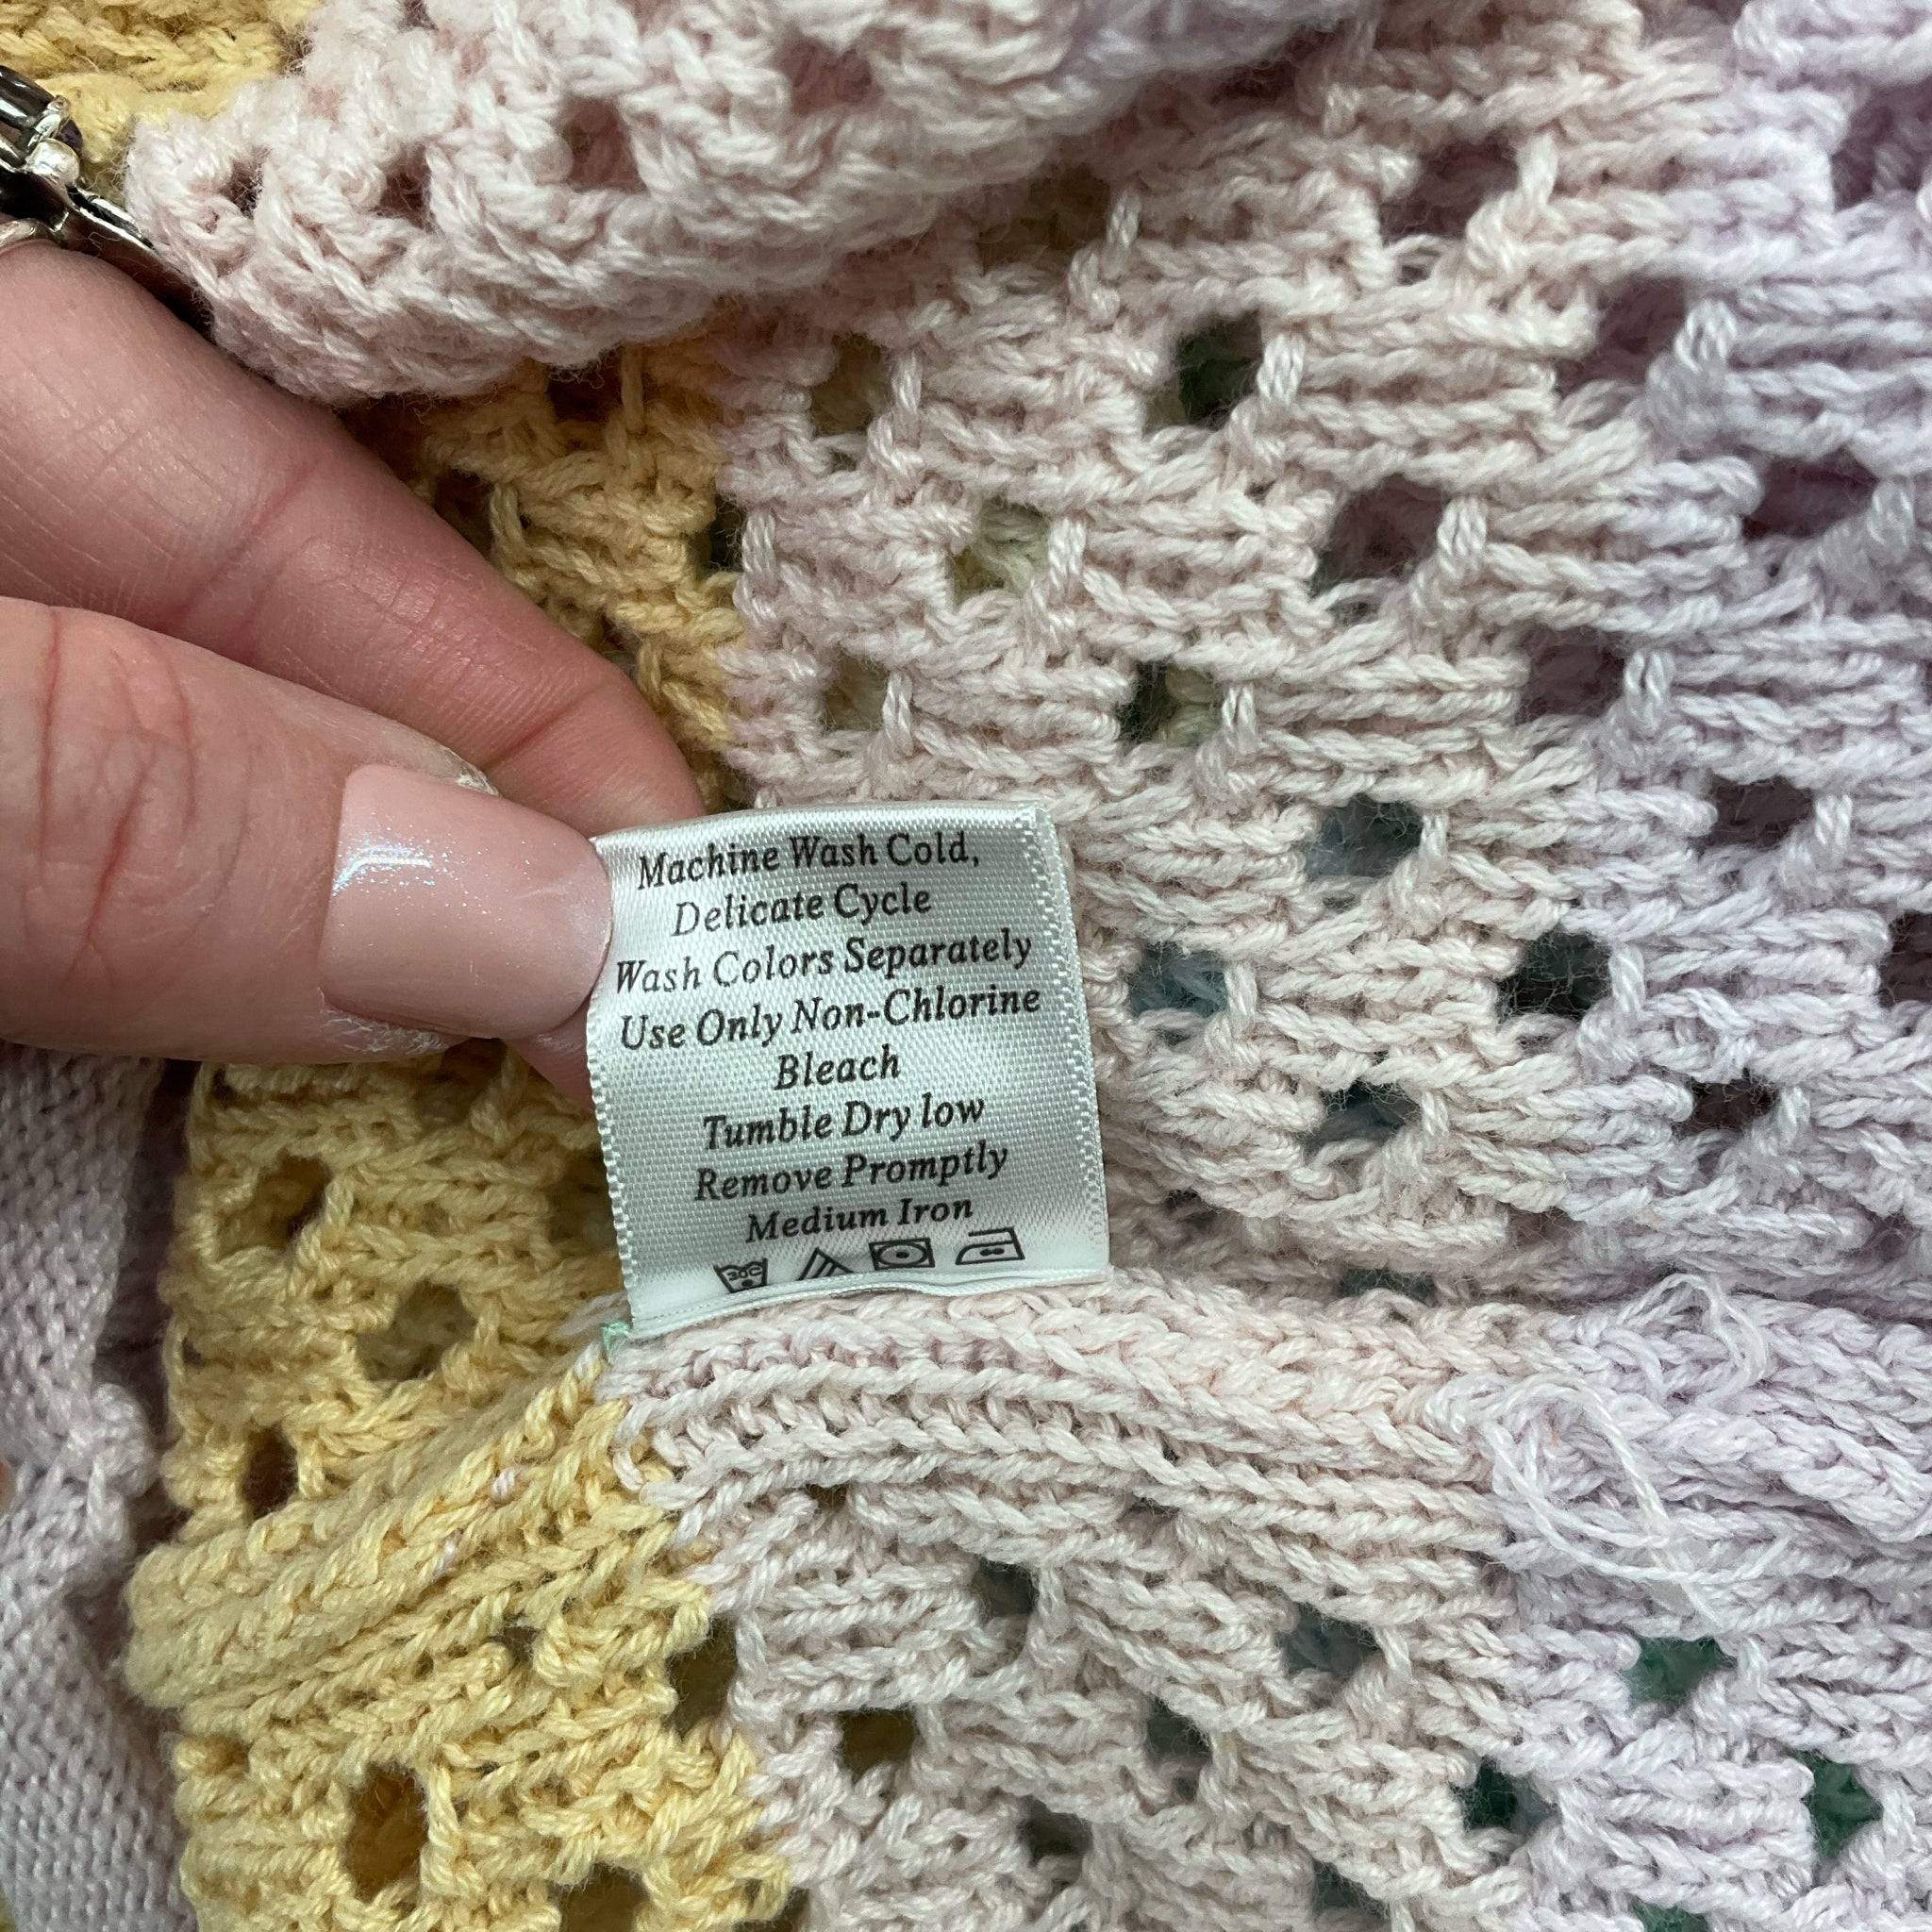 Machine Wash Cold,
Delicate Cycle
Wash Colors Separately
Use Only Non-Chlorine
Bleach
Tumble Dry low
Remove Promptly
Medium Iron
30C